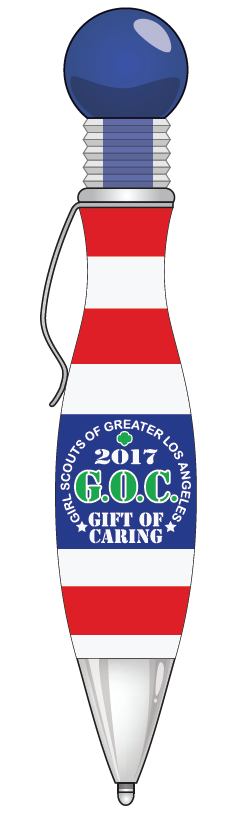 GIRL SCOUTS OF GREATER LOS ANGELES
2017
G.O.C.
GIFT OF
CARING